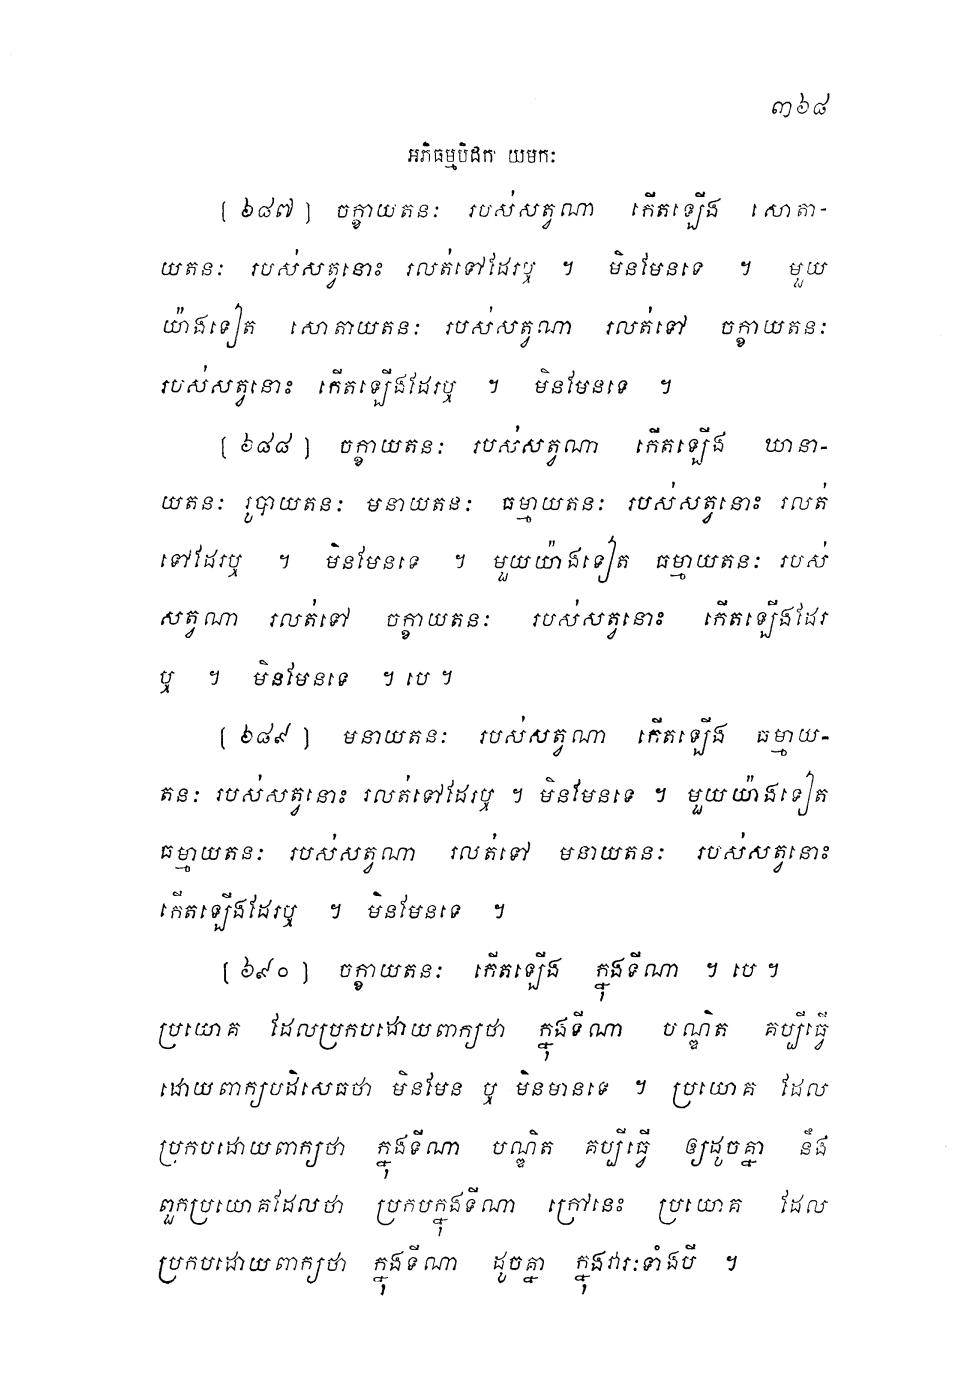 ៣៦៨
អភិធម្មបិដក យមកៈ
[ ៦៨៧ ] ចក្ខាយតនៈ របស់សត្វណា កើតឡើង សោតា-
យតនៈ របស់សត្វនោះ រលត់ទៅដែរឬ ។ មិនមែនទេ ។ មួយ
យ៉ាងទៀត សោតាយតនៈ របស់សត្វណា រលត់ទៅ ចក្ខាយតនៈ
របស់សត្វនោះ កើតឡើងដែរឬ ។ មិនមែនទេ ។
[ ៦៨៨ ] ចក្ខាយតនៈ របស់សត្វណា កើតឡើង ឃានា-
យតនៈ រូបាយតនៈ មនាយតនៈ ធម្មាយតនៈ របស់សត្វនោះ រលត់
ទៅដែរឬ ។ មិនមែនទេ ។ មួយយ៉ាងទៀត ធម្មាយតនៈ របស់
សត្វណា រលត់ទៅ ចក្ខាយតនៈ របស់សត្វនោះ កើតឡើងដែរ
ឬ ។ មិនមែនទេ ។ បេ ។
[ ៦៨៩ ] មនាយតនៈ របស់សត្វណា កើតឡើង ធម្មាយ-
តនៈ របស់សត្វនោះ រលត់ទៅដែរឬ ។ មិនមែនទេ ។ មួយយ៉ាងទៀត
ធម្មាយតនៈ របស់សត្វណា រលត់ទៅ មនាយតនៈ របស់សត្វនោះ
កើតឡើងដែរឬ ។ មិនមែនទេ ។
[ ៦៩០ ] ចក្ខាយតនៈ កើតឡើង ក្នុងទីណា ។ បេ ។
ប្រយោគ ដែលប្រកបដោយពាក្យថា ក្នុងទីណា បណ្ឌិត គប្បីធ្វើ
ដោយពាក្យបដិសេធថា មិនមែន ឬ មិនមានទេ ។ ប្រយោគ ដែល
ប្រកបដោយពាក្យថា ក្នុងទីណា បណ្ឌិត គប្បីធ្វើ ឲ្យដូចគ្នា នឹង
ពួកប្រយោគដែលថា ប្រកបក្នុងទីណា ក្រៅនេះ ប្រយោគ ដែល
ប្រកបដោយពាក្យថា ក្នុងទីណា ដូចគ្នា ក្នុងវារៈទាំងបី ។